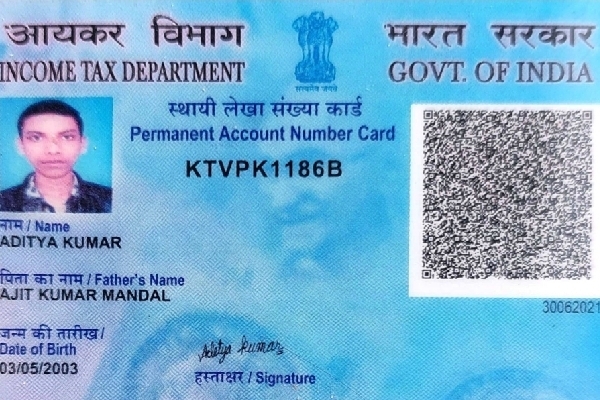 आयकर विभाग
INCOME TAX DEPARTMENT
भारत सरकार
GOVT. OF INDIA
सत्यमेव जयते
स्थायी लेखा संख्या कार्ड
Permanent Account Number Card
KTVPK1186B
नाम / Name
ADITYA KUMAR
पिता का नाम / Father's Name
AJIT KUMAR MANDAL
जन्म की तारीख /
Date of Birth
03/05/2003
Aditya kumar
हस्ताक्षर / Signature
30062021